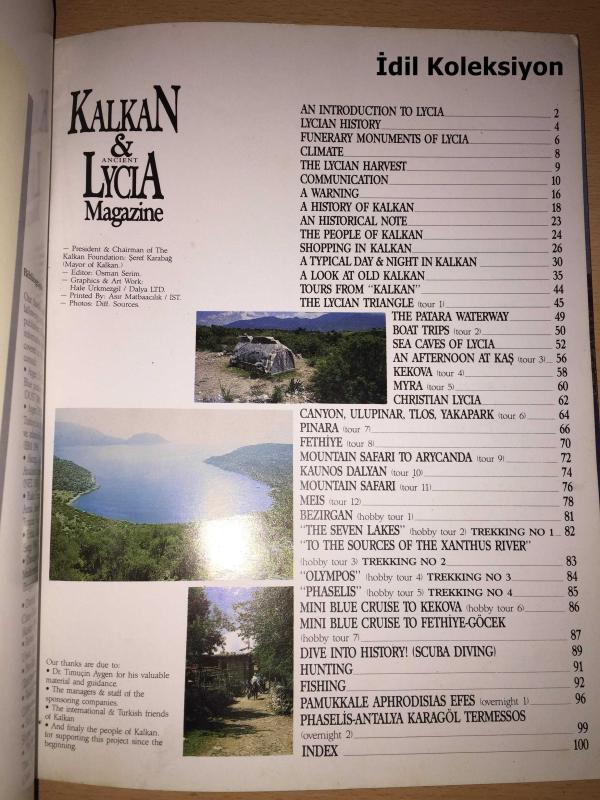 İdil Koleksiyon
KALKAN
&
ANCIENT
LYCIA
Magazine
— President & Chairman of The
Kalkan Foundation: Şeref Karabağ
(Mayor of Kalkan.)
— Editor: Osman Serim.
— Graphics & Art Work:
Hale Ürkmezgil / Dalya LTD.
— Printed By: Asır Matbaacılık / İST.
— Photos: Diff. Sources.
AN INTRODUCTION TO LYCIA 2
LYCIAN HISTORY 4
FUNERARY MONUMENTS OF LYCIA 6
CLIMATE 8
THE LYCIAN HARVEST 9
COMMUNICATION 10
A WARNING 16
A HISTORY OF KALKAN 18
AN HISTORICAL NOTE 23
THE PEOPLE OF KALKAN 24
SHOPPING IN KALKAN 26
A TYPICAL DAY & NIGHT IN KALKAN 30
A LOOK AT OLD KALKAN 35
TOURS FROM "KALKAN" 44
THE LYCIAN TRIANGLE (tour 1) 45
THE PATARA WATERWAY 49
BOAT TRIPS (tour 2) 50
SEA CAVES OF LYCIA 52
AN AFTERNOON AT KAŞ (tour 3) 56
KEKOVA (tour 4) 58
MYRA (tour 5) 60
CHRISTIAN LYCIA 62
CANYON, ULUPINAR, TLOS, YAKAPARK (tour 6) 64
PINARA (tour 7) 66
FETHİYE (tour 8) 70
MOUNTAIN SAFARI TO ARYCANDA (tour 9) 72
KAUNOS DALYAN (tour 10) 74
MOUNTAIN SAFARI (tour 11) 76
MEIS (tour 12) 78
BEZIRGAN (hobby tour 1) 81
"THE SEVEN LAKES" (hobby tour 2) TREKKING NO 1 82
"TO THE SOURCES OF THE XANTHUS RIVER"
(hobby tour 3) TREKKING NO 2 83
"OLYMPOS" (hobby tour 4) TREKKING NO 3 84
"PHASELIS" (hobby tour 5) TREKKING NO 4 85
MINI BLUE CRUISE TO KEKOVA (hobby tour 6) 86
MINI BLUE CRUISE TO FETHİYE-GÖCEK
(hobby tour 7) 87
DIVE INTO HISTORY! (SCUBA DIVING) 89
HUNTING 91
FISHING 92
PAMUKKALE APHRODISIAS EFES (overnight 1) 96
PHASELİS-ANTALYA KARAGÖL TERMESSOS
(overnight 2) 99
INDEX 100
Our thanks are due to:
• Dr. Timuçin Aygen for his valuable
material and guidance.
• The managers & staff of the
sponsoring companies.
• The international & Turkish friends
of Kalkan
• And finaly the people of Kalkan.
for supporting this project since the
beginning.